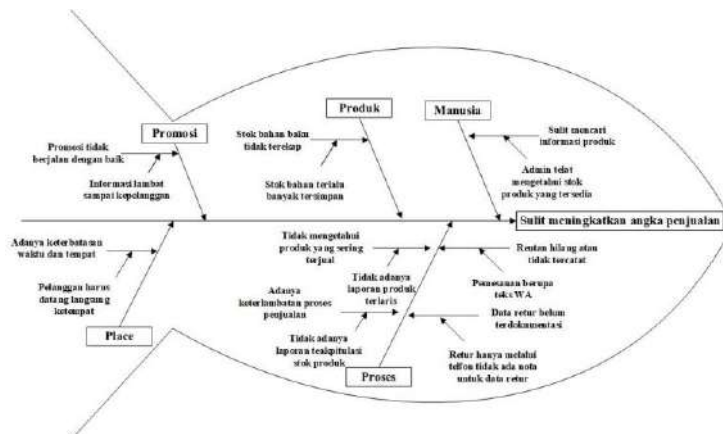 Produk
Manusia
Promosi
Promosi tidak
berjalan dengan baik
Informasi lambat
sampai kepelanggan
Stok bahan baku
tidak terekap
Stok bahan terlalu
banyak tersimpan
Sulit mencari
informasi produk
Admin telat
mengetahui stok
produk yang tersedia
Sulit meningkatkan angka penjualan
Adanya keterbatasan
waktu dan tempat
Pelanggan harus
datang langsung
ketempat
Place
Tidak mengetahui
produk yang sering
terjual
Tidak adanya
laporan produk
terlaris
Adanya
keterlambatan proses
penjualan
Tidak adanya
laporan teakpitulasi
stok produk
Proses
Rentan hilang atau
tidak tercatat
Pemesanan berupa
teks WA
Data retur belum
terdokumentasi
Retur hanya melalui
telfon tidak ada nota
untuk data retur